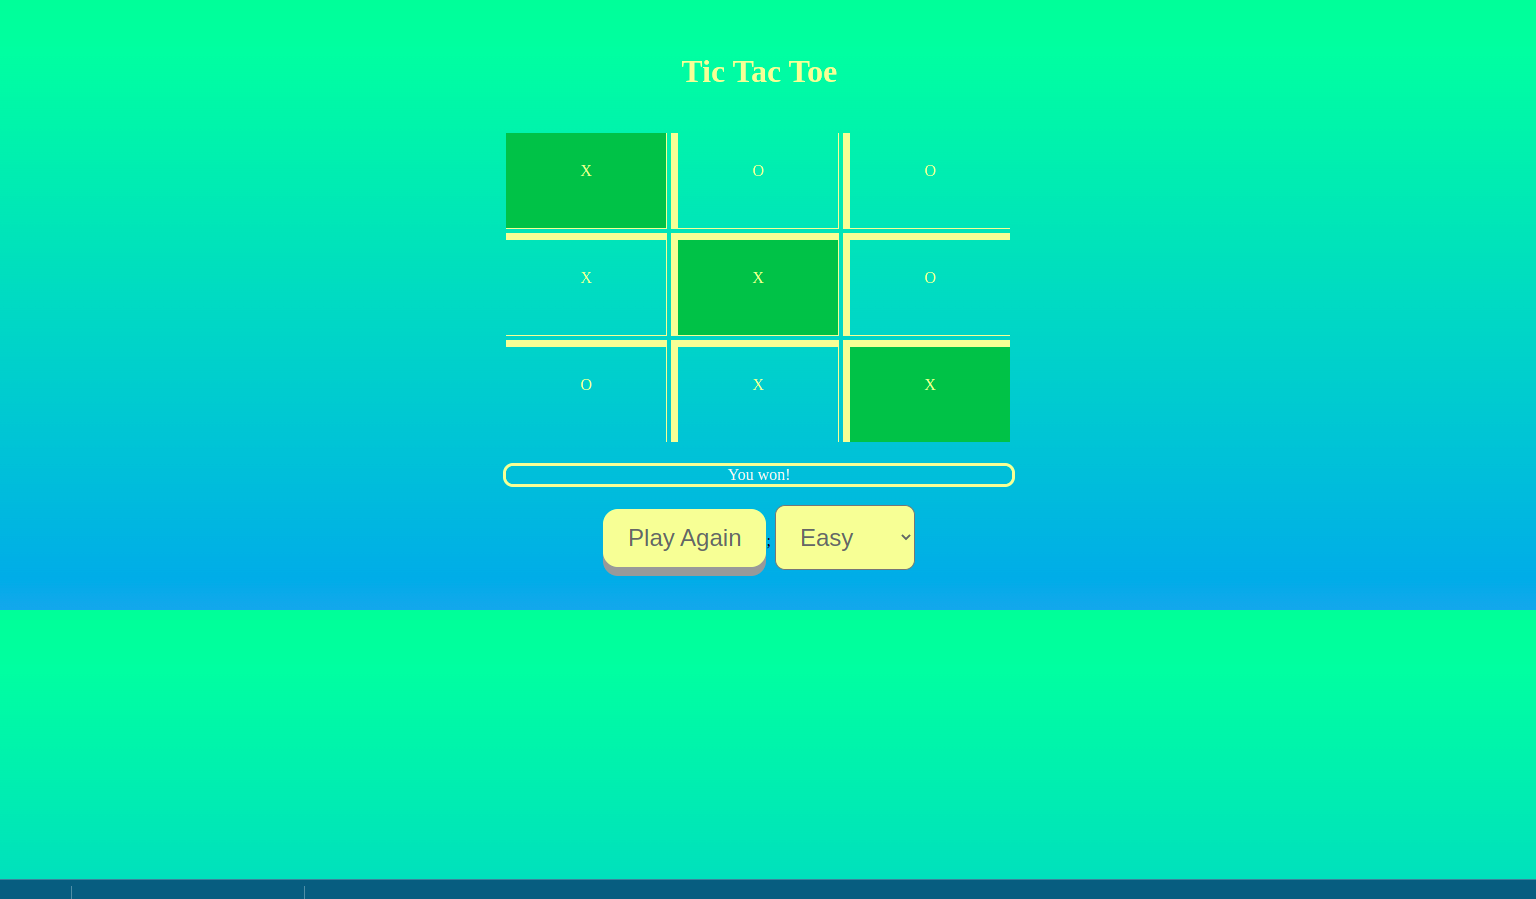 Tic Tac Toe
X O O
X X O
O X X
You won!
Play Again ; Easy